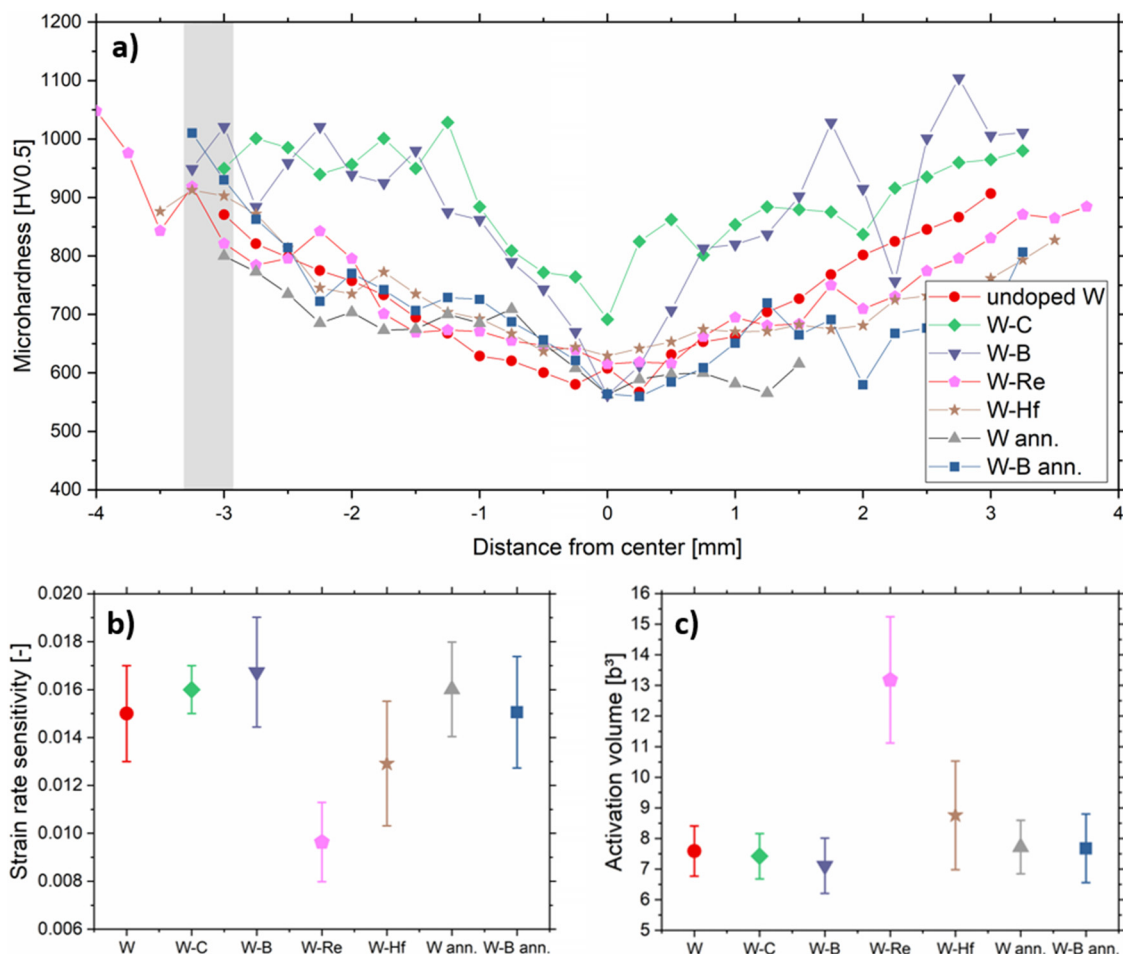 a)
1200
1100
1000
900
800
700
600
500
400
Microhardness [HV0.5]
-4 -3 -2 -1 0 1 2 3 4
Distance from center [mm]
undoped W
W-C
W-B
W-Re
W-Hf
W ann.
W-B ann.
b)
0.020
0.018
0.016
0.014
0.012
0.010
0.008
0.006
Strain rate sensitivity [-]
W W-C W-B W-Re W-Hf W ann. W-B ann.
c)
16
15
14
13
12
11
10
9
8
7
6
5
Activation volume [b³]
W W-C W-B W-Re W-Hf W ann. W-B ann.